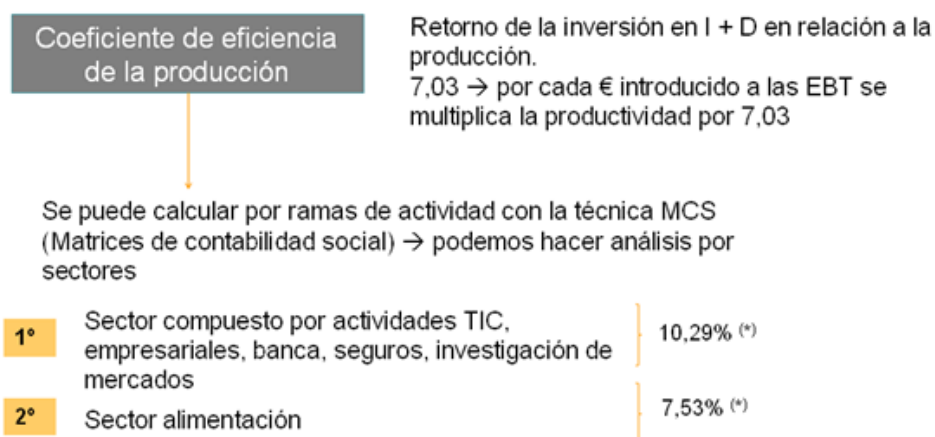 Coeficiente de eficiencia
de la producción
Retorno de la inversión en I + D en relación a la
producción.
7,03 → por cada € introducido a las EBT se
multiplica la productividad por 7,03
Se puede calcular por ramas de actividad con la técnica MCS
(Matrices de contabilidad social) → podemos hacer análisis por
sectores
1º
Sector compuesto por actividades TIC,
empresariales, banca, seguros, investigación de
mercados
10,29% (*)
2º
Sector alimentación
7,53% (*)